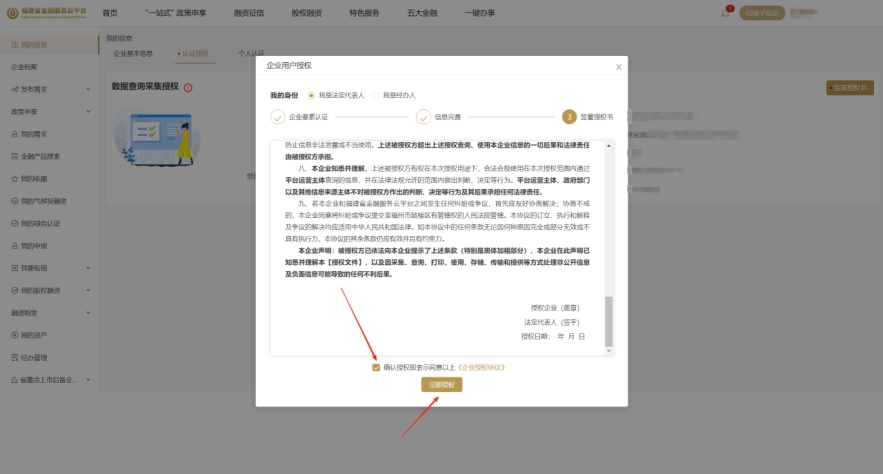 福建省金融服务云平台
首页
"一站式" 政策申享
融资征信
股权融资
特色服务
五大金融
一键办事
1
切换子应用
我的信息
企业档案
发布需求
政策申享
我的需求
金融产品搜索
我的收藏
我的气候投融资
我的绿色认证
我的申报
我要贴息
我的股权融资
融资租赁
我的资产
经办管理
省重点上市后备企...
我的信息
企业基本信息
认证授权
个人认证
数据查询采集授权
签署授权书
企业用户授权
X
我的身份
我是法定代表人
我是经办人
企业要素认证
信息完善
3
签署授权书
防止信息非法泄露或不当使用。上述被授权方超出上述授权查询、使用本企业信息的一切后果和法律责任
由被授权方承担。
八、本企业知悉并理解，上述被授权方有权在本次授权用途下，合法合规使用在本次授权范围内通过
平台运营主体查询的信息，并在法律法规允许的范围内做出判断、决定等行为。平台运营主体、政府部门
以及其他信息来源主体不对被授权方作出的判断、决定等行为及其后果承担任何法律责任。
九、若本企业和福建省金融服务云平台之间发生任何纠纷或争议，首先应友好协商解决；协商不成
的，本企业同意将纠纷或争议提交至福州市鼓楼区有管辖权的人民法院管辖。本协议的订立、执行和解释
及争议的解决均应适用中华人民共和国法律。如本协议中的任何条款无论因何种原因完全或部分无效或不
具有执行力，本协议的其余条款仍应有效并且有约束力。
本企业声明：被授权方已依法向本企业提示了上述条款（特别是黑体加粗部分），本企业在此声明已
知悉并理解本【授权文件】，以及因采集、查询、打印、使用、存储、传输和提供等方式处理非公开信息
及负面信息可能导致的任何不利后果。
授权企业（盖章）
法定代表人（签字）
授权日期： 年 月 日
确认授权即表示同意以上《企业授权协议》
立即授权